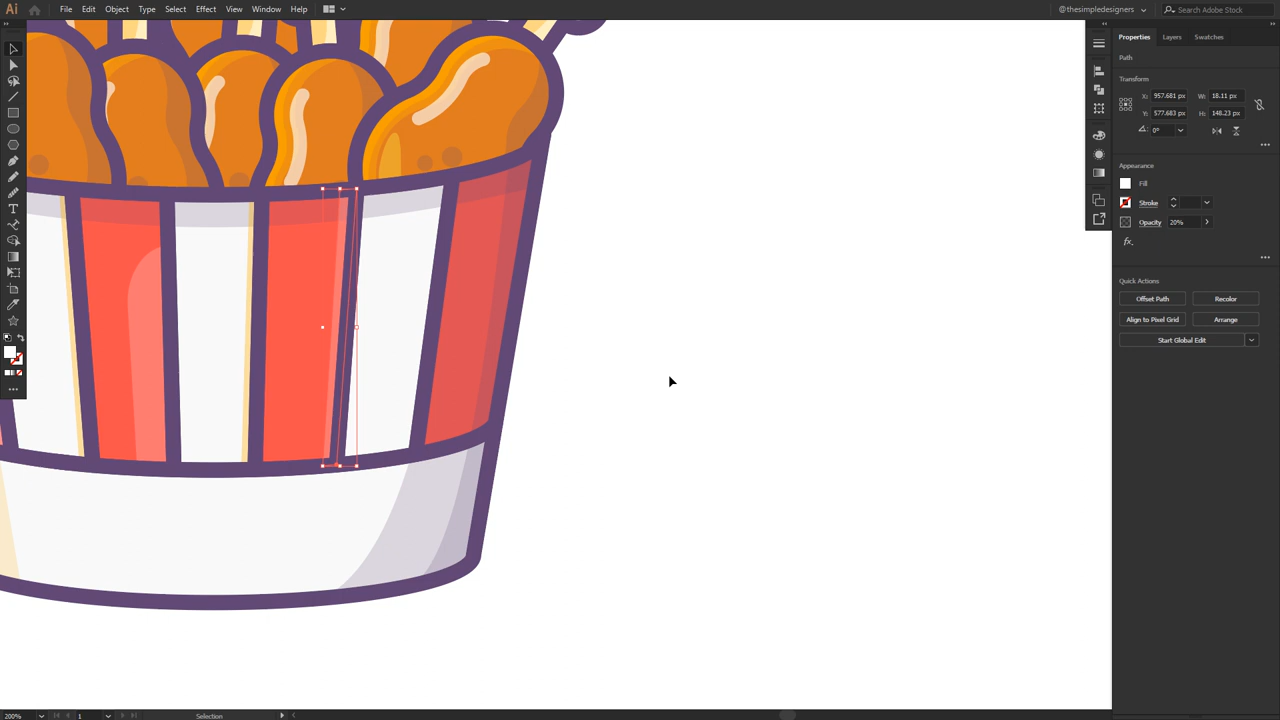 Ai File Edit Object Type Select Effect View Window Help @thesimpledesigners Search Adobe Stock
Properties Layers Swatches
Path
Transform
X: 957.681 px W: 18.11 px
Y: 577.683 px H: 148.23 px
0°
Appearance
Fill
Stroke
Opacity 20%
fx.
Quick Actions
Offset Path Recolor
Align to Pixel Grid Arrange
Start Global Edit
200% 1 Selection